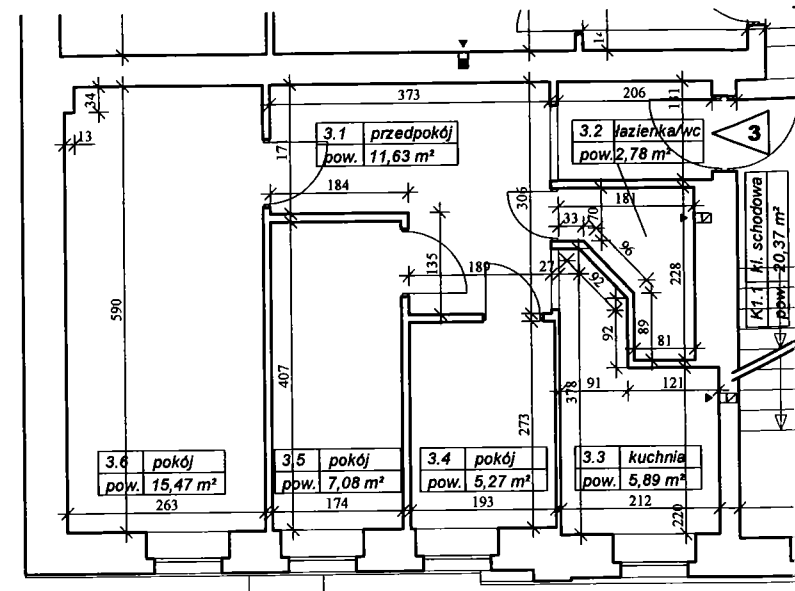 14
34
373
206
131
13
3.1 przedpokój
pow. 11,63 m²
3.2 łazienka/wc
pow. 2,78 m²
3
17
184
306
181
33
70
K1.1 kl. schodowa
pow. 20,37 m²
96
135
189
27
92
228
590
92
89
81
407
378
91
121
273
3.6 pokój
pow. 15,47 m²
3.5 pokój
pow. 7,08 m²
3.4 pokój
pow. 5,27 m²
3.3 kuchnia
pow. 5,89 m²
263
174
193
212
220